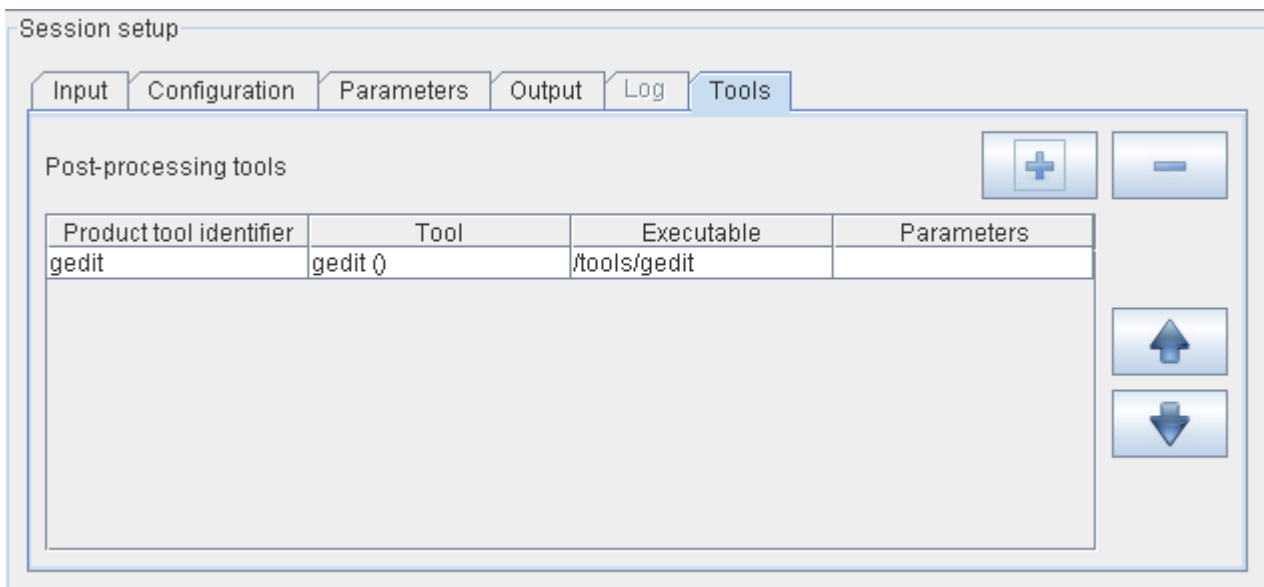 Session setup
Input Configuration Parameters Output Log Tools
Post-processing tools
Product tool identifier Tool Executable Parameters
gedit gedit () /tools/gedit